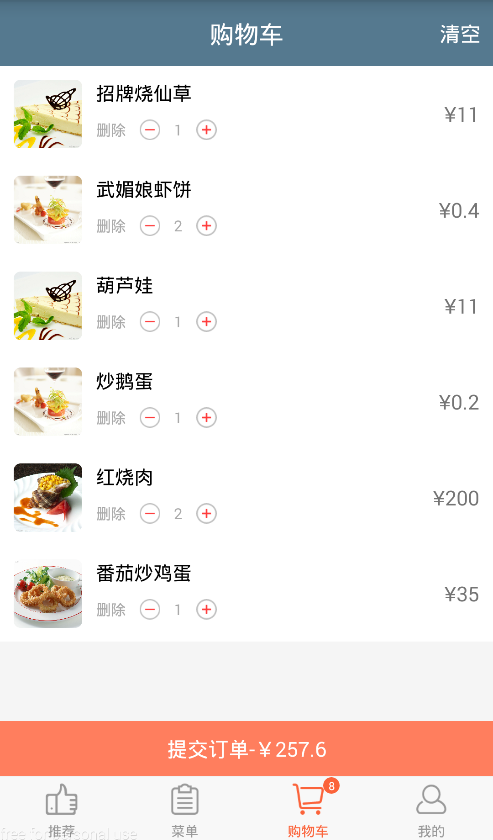 购物车
清空
招牌烧仙草
删除 1
¥11
武媚娘虾饼
删除 2
¥0.4
葫芦娃
删除 1
¥11
炒鹅蛋
删除 1
¥0.2
红烧肉
删除 2
¥200
番茄炒鸡蛋
删除 1
¥35
提交订单-￥257.6
8
推荐
菜单
购物车
我的
free for personal use